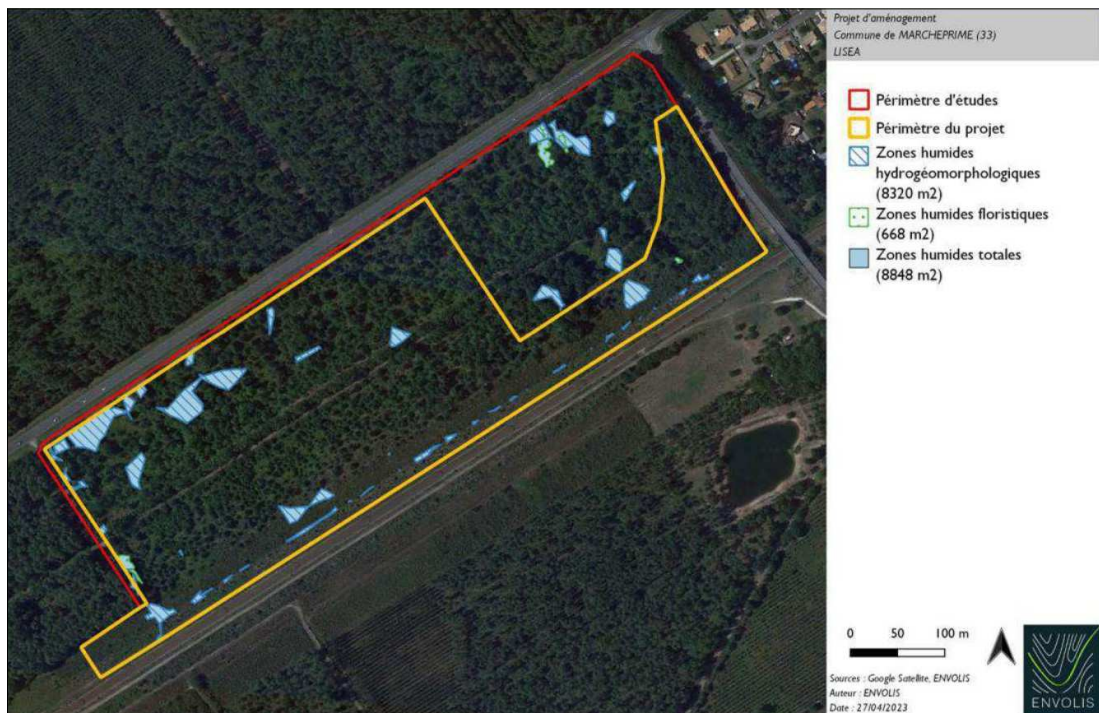 Projet d'aménagement
Commune de MARCHEPRIME (33)
LISEA
Périmètre d'études
Périmètre du projet
Zones humides
hydrogéomorphologiques
(8320 m2)
Zones humides floristiques
(668 m2)
Zones humides totales
(8848 m2)
0 50 100 m
Sources : Google Satellite, ENVOLIS
Auteur : ENVOLIS
Date : 27/04/2023
ENVOLIS